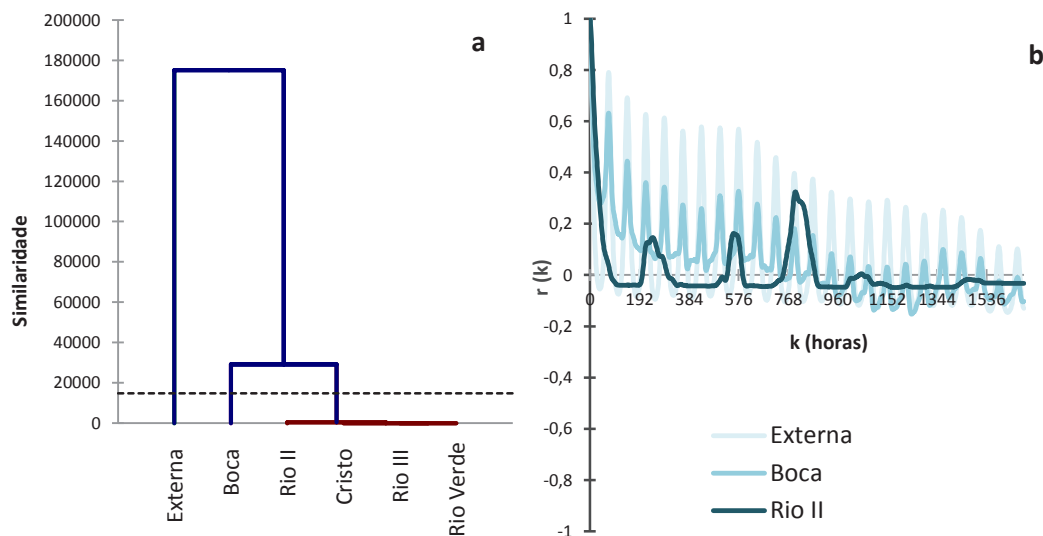 a
200000
180000
160000
140000
120000
100000
80000
60000
40000
20000
0
Similaridade
Externa
Boca
Rio II
Cristo
Rio III
Rio Verde
b
1
0,8
0,6
0,4
0,2
0
-0,2
-0,4
-0,6
-0,8
-1
r (k)
0 192 384 576 768 960 1152 1344 1536
k (horas)
Externa
Boca
Rio II